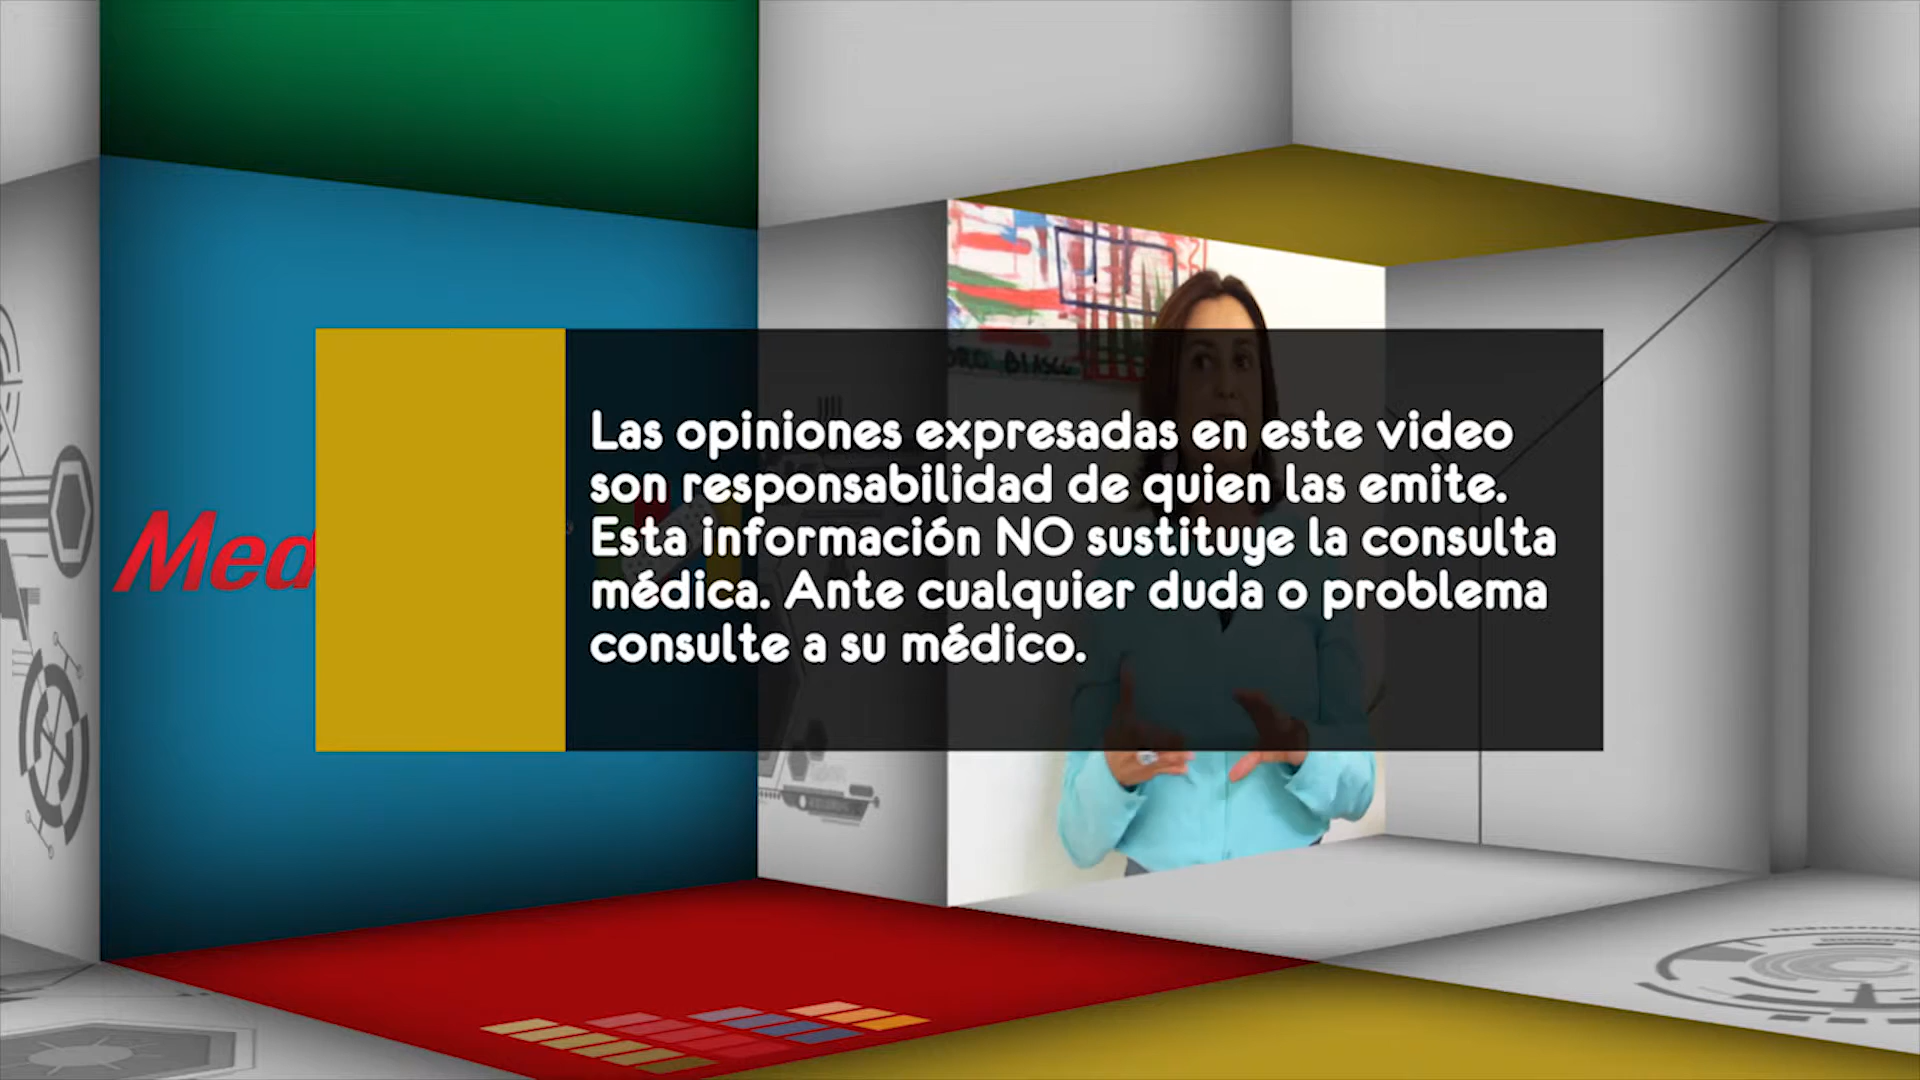 Las opiniones expresadas en este video
son responsabilidad de quien las emite.
Esta información NO sustituye la consulta
médica. Ante cualquier duda o problema
consulte a su médico.
Med